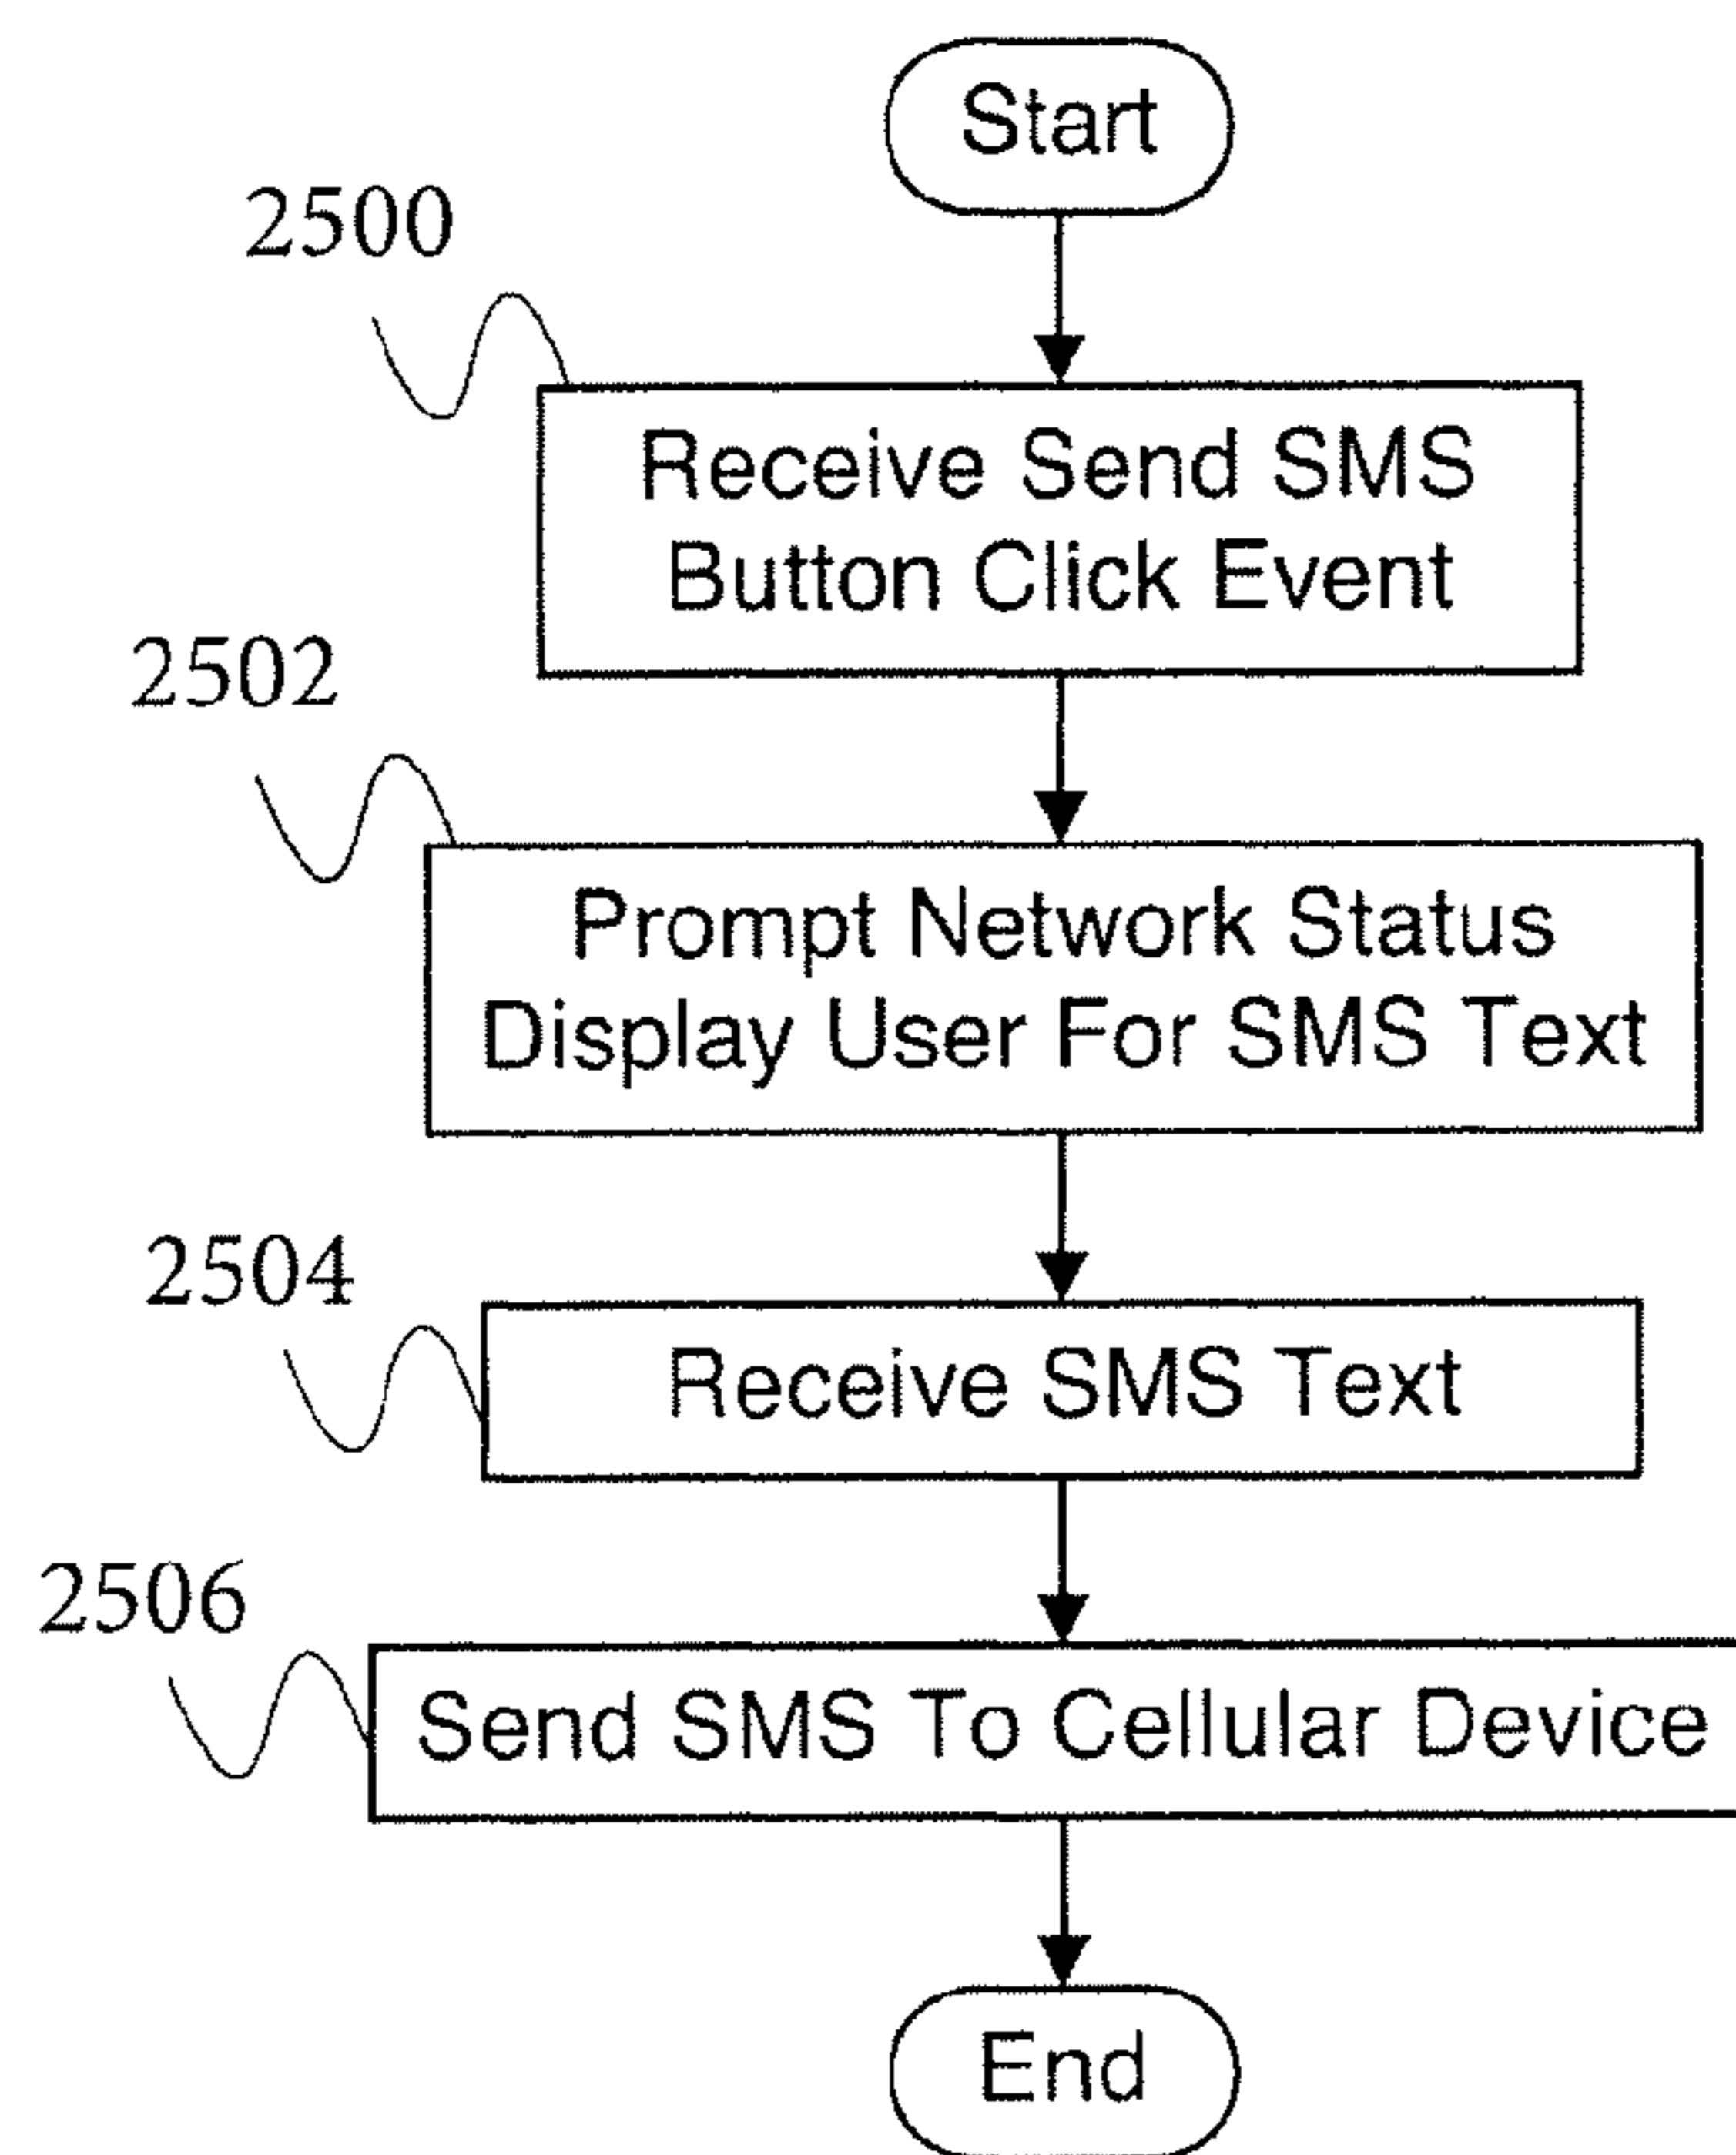 Start
2500
Receive Send SMS
Button Click Event
2502
Prompt Network Status
Display User For SMS Text
2504
Receive SMS Text
2506
Send SMS To Cellular Device
End